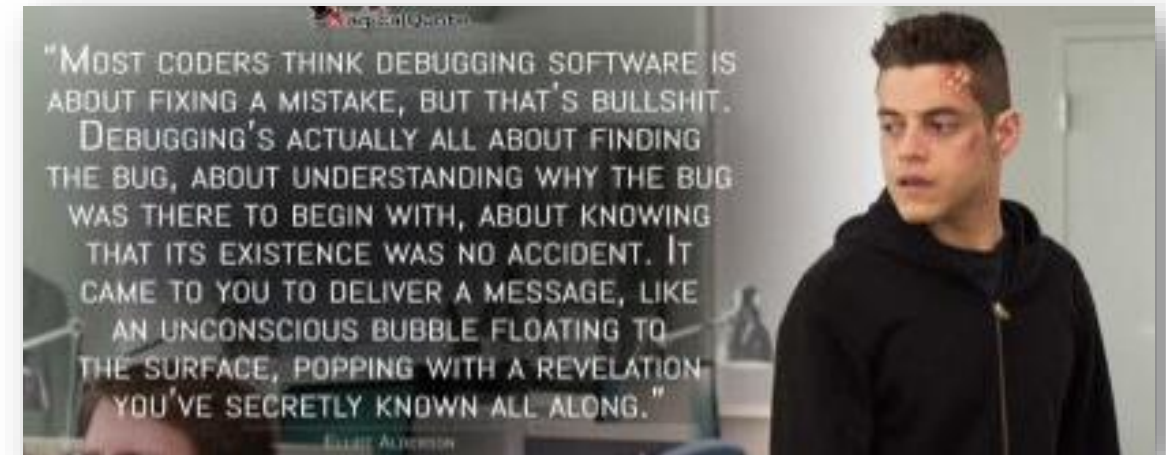 MagicalQuote
“MOST CODERS THINK DEBUGGING SOFTWARE IS
ABOUT FIXING A MISTAKE, BUT THAT'S BULLSHIT.
DEBUGGING'S ACTUALLY ALL ABOUT FINDING
THE BUG, ABOUT UNDERSTANDING WHY THE BUG
WAS THERE TO BEGIN WITH, ABOUT KNOWING
THAT ITS EXISTENCE WAS NO ACCIDENT. IT
CAME TO YOU TO DELIVER A MESSAGE, LIKE
AN UNCONSCIOUS BUBBLE FLOATING TO
THE SURFACE, POPPING WITH A REVELATION
YOU'VE SECRETLY KNOWN ALL ALONG.”
ELLIOT ALDERSON